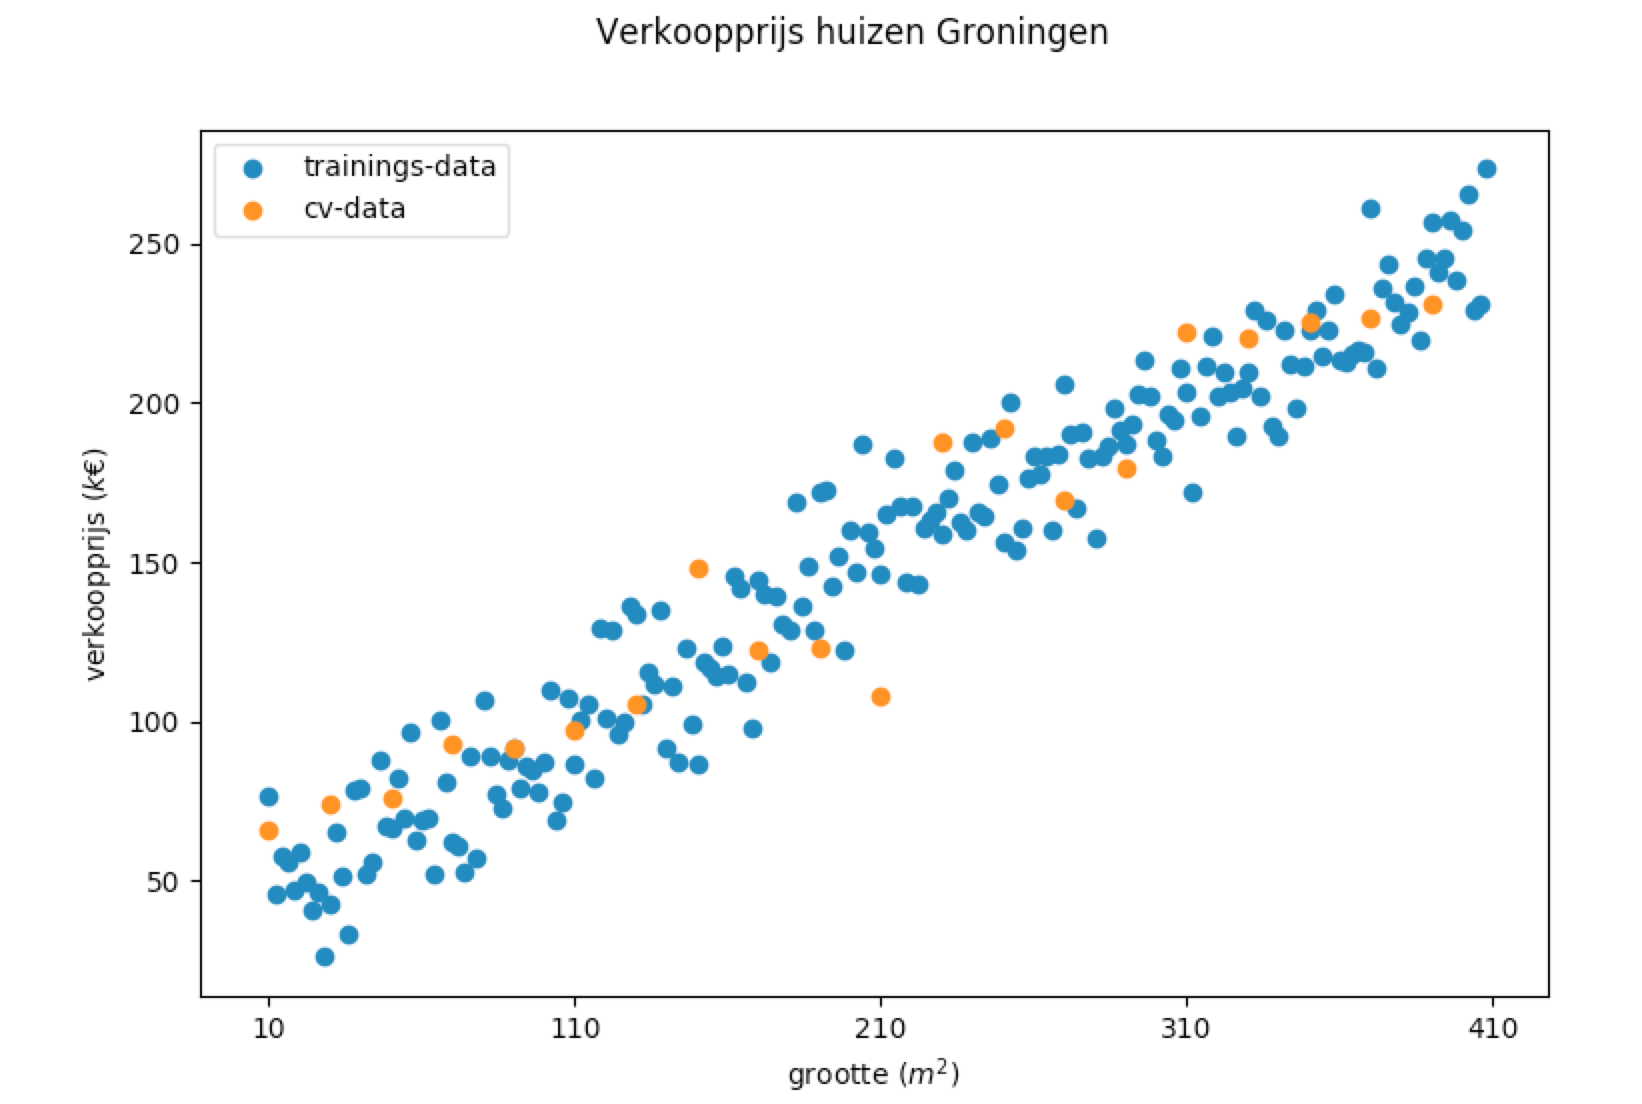 Verkoopprijs huizen Groningen
trainings-data
cv-data
250
200
150
100
50
verkoopprijs (k€)
10 110 210 310 410
grootte (m²)